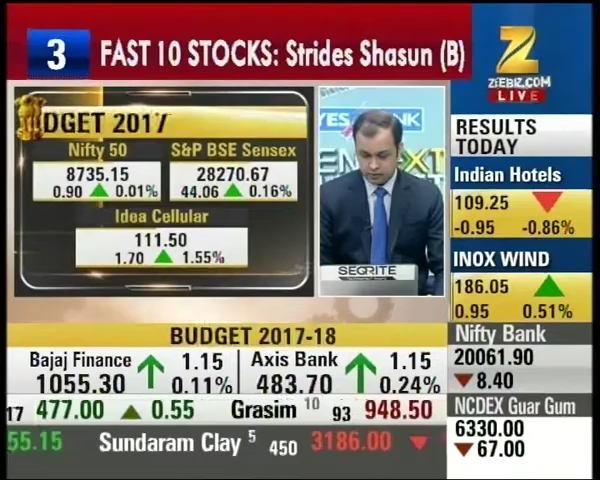 3 FAST 10 STOCKS: Strides Shasun (B)
Z
ZEEBIZ.COM
LIVE
DGET 2017
Nifty 50
8735.15
0.90 0.01%
S&P BSE Sensex
28270.67
44.06 0.16%
Idea Cellular
111.50
1.70 1.55%
YES BANK
SEQRITE
RESULTS
TODAY
Indian Hotels
109.25
-0.95 -0.86%
INOX WIND
186.05
0.95 0.51%
Nifty Bank
20061.90
8.40
NCDEX Guar Gum
6330.00
67.00
BUDGET 2017-18
Bajaj Finance 1.15
1055.30 0.11%
Axis Bank 1.15
483.70 0.24%
17 477.00 0.55 Grasim 10 93 948.50
55.15 Sundaram Clay 5 450 3186.00